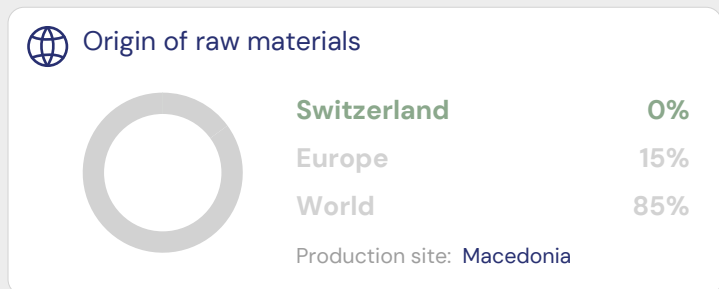 Origin of raw materials
Switzerland 0%
Europe 15%
World 85%
Production site: Macedonia